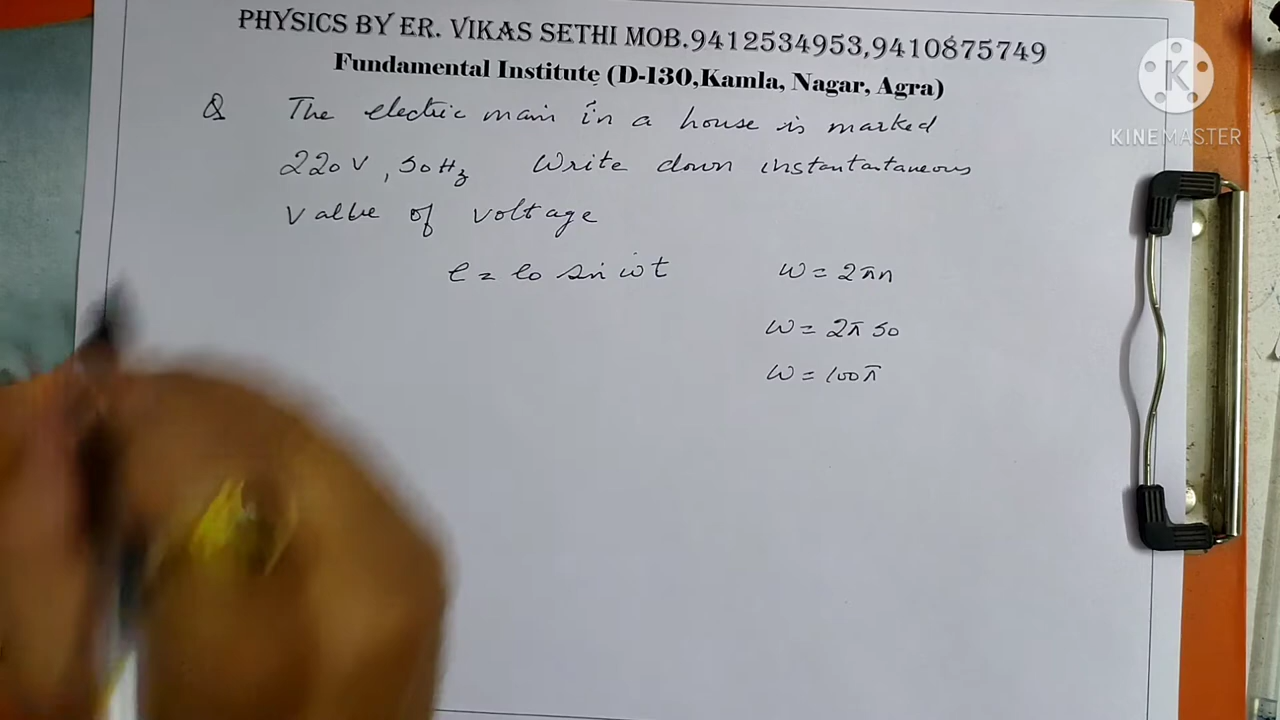 PHYSICS BY ER. VIKAS SETHI MOB.9412534953,9410875749
Fundamental Institute (D-130,Kamla, Nagar, Agra)
Q The electric main in a house is marked
220V, 50Hz Write down instantantaneous
value of voltage
e = e0 sin ωt ω = 2πn
ω = 2π 50
ω = 100π
K
KINEMASTER